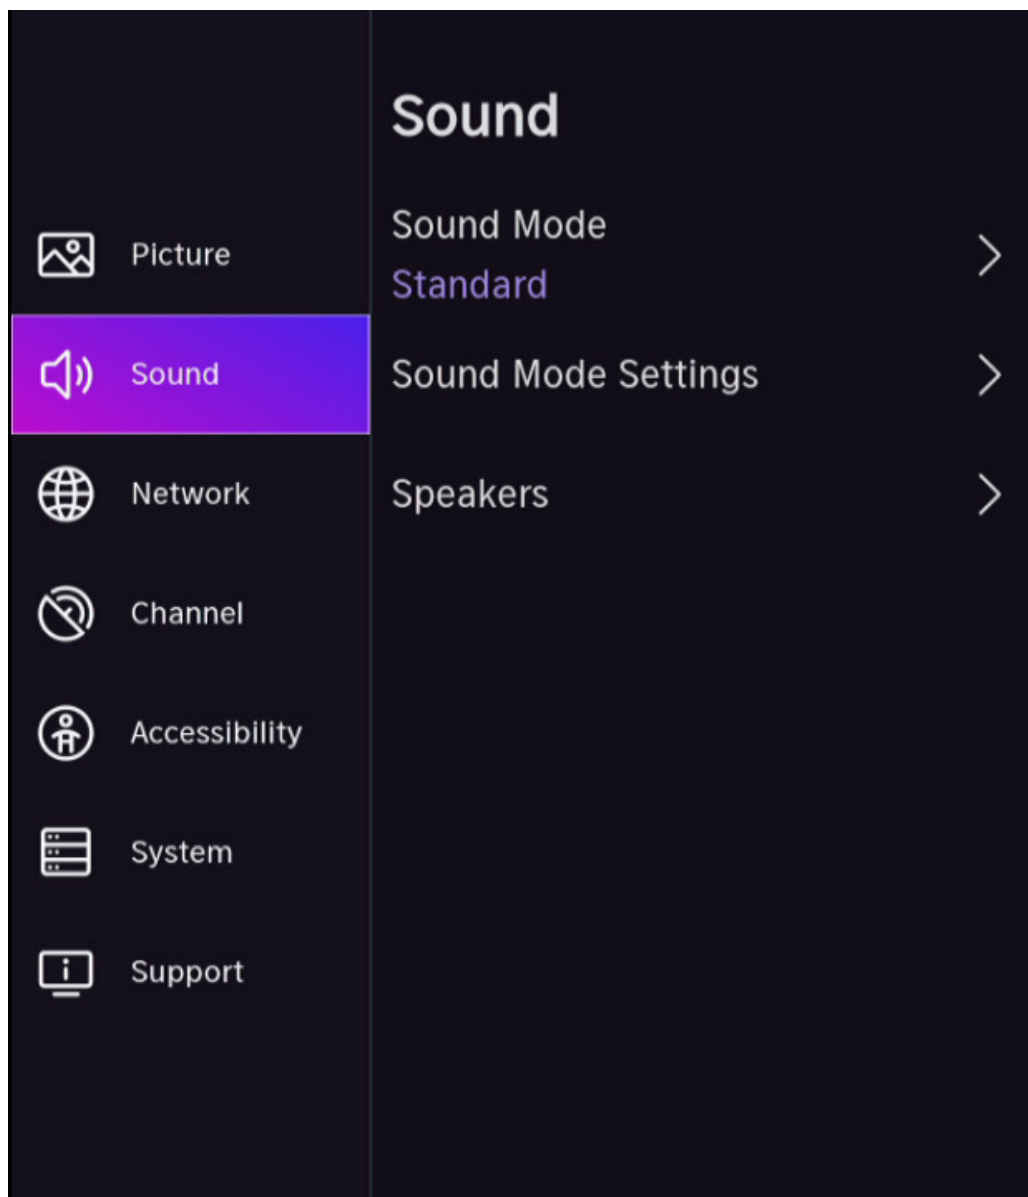 Picture
Sound
Network
Channel
Accessibility
System
Support
Sound
Sound Mode
Standard
Sound Mode Settings
Speakers